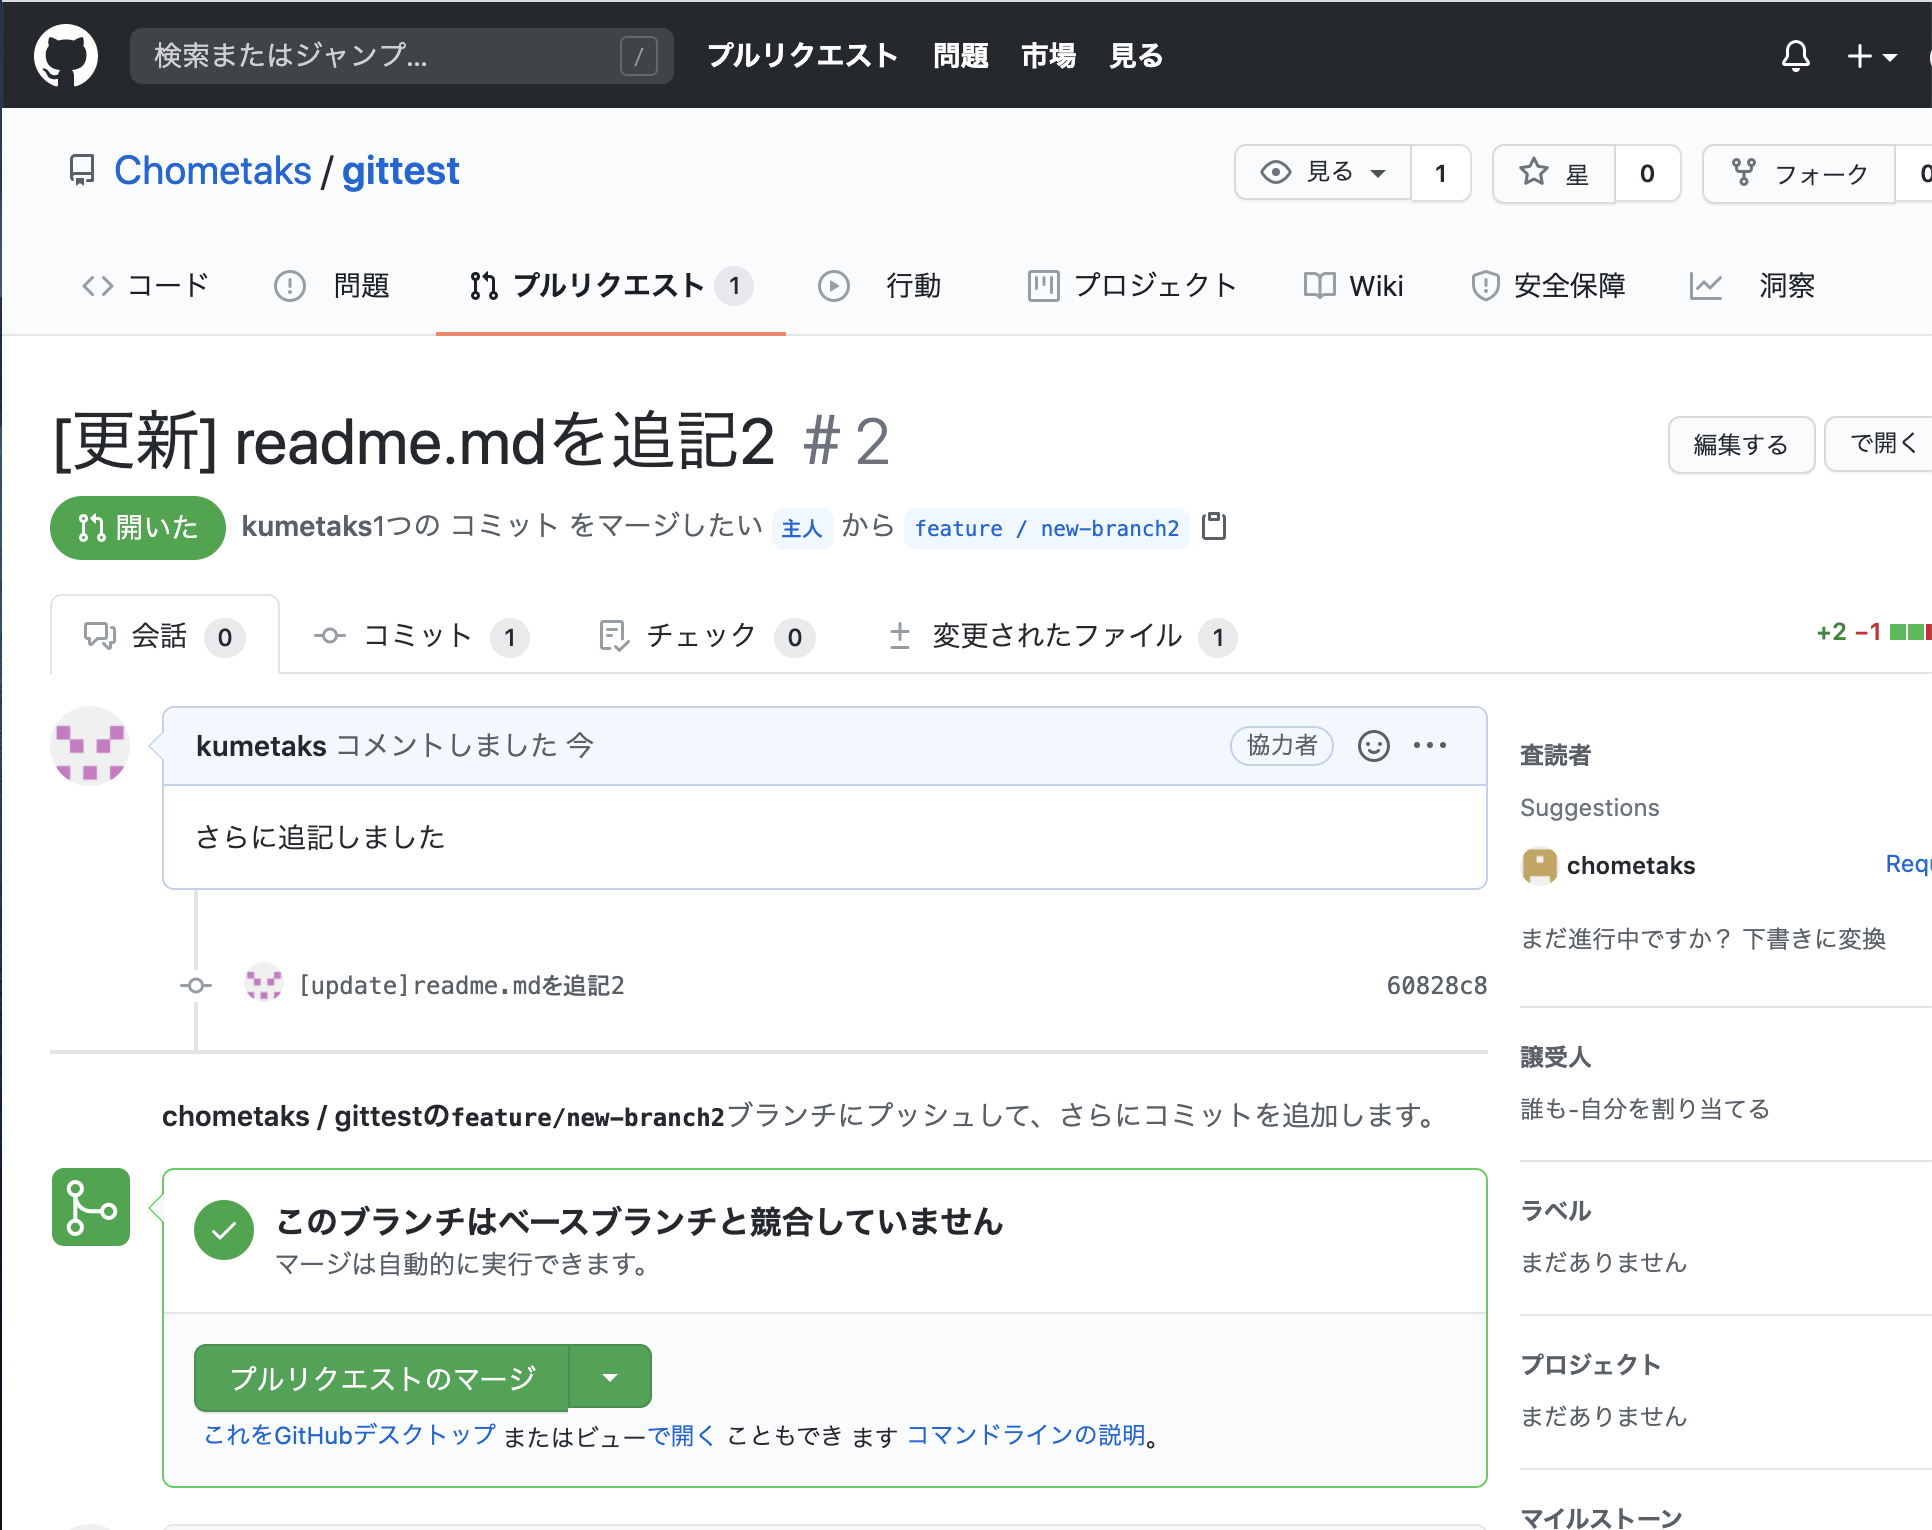 検索またはジャンプ... / プルリクエスト 問題 市場 見る
Chometaks / gittest 見る 1 星 0 フォーク
コード 問題 プルリクエスト 1 行動 プロジェクト Wiki 安全保障 洞察
[更新] readme.mdを追記2 #2 編集する で開く
開いた kumetaks1つの コミット をマージしたい 主人 から feature / new-branch2
会話 0 コミット 1 チェック 0 変更されたファイル 1 +2 −1
kumetaks コメントしました 今 協力者
さらに追記しました
[update]readme.mdを追記2 60828c8
chometaks / gittestのfeature/new-branch2ブランチにプッシュして、さらにコミットを追加します。
このブランチはベースブランチと競合していません
マージは自動的に実行できます。
プルリクエストのマージ
これをGitHubデスクトップ またはビューで開く こともでき ます コマンドラインの説明。
査読者
Suggestions
chometaks
まだ進行中ですか？ 下書きに変換
譲受人
誰も-自分を割り当てる
ラベル
まだありません
プロジェクト
まだありません
マイルストーン